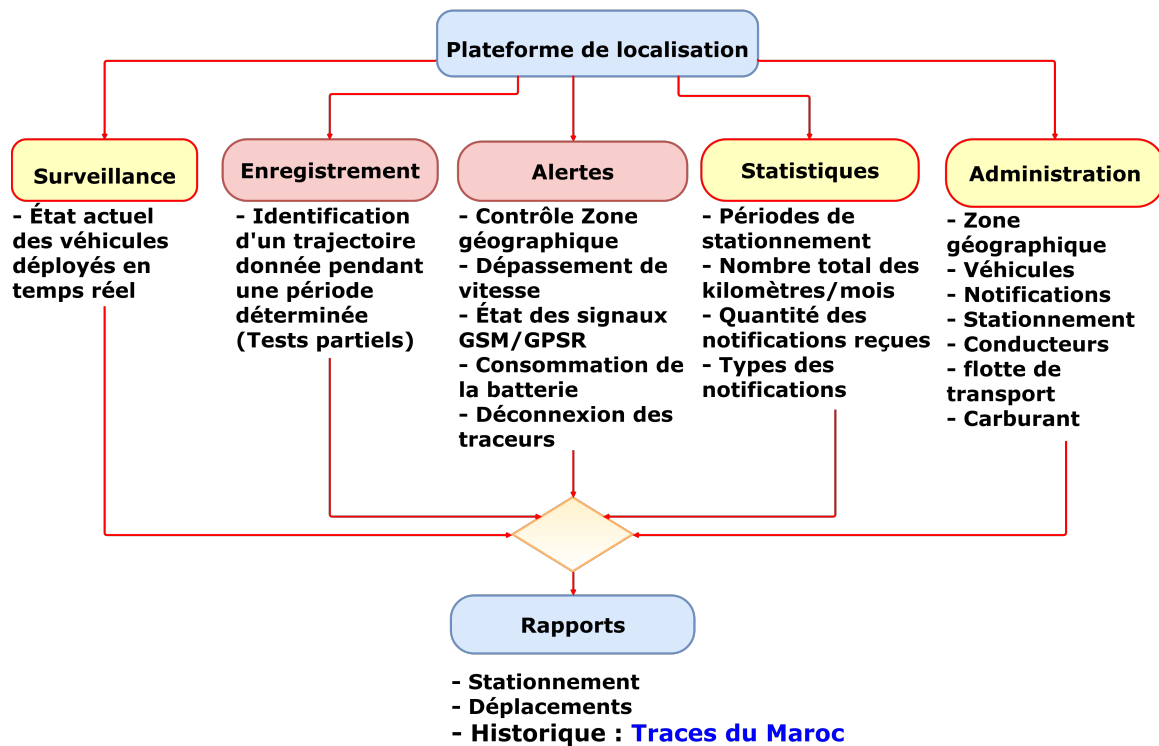 Plateforme de localisation
Surveillance
- État actuel
des véhicules
déployés en
temps réel
Enregistrement
- Identification
d'un trajectoire
donnée pendant
une période
déterminée
(Tests partiels)
Alertes
- Contrôle Zone
géographique
- Dépassement de
vitesse
- État des signaux
GSM/GPSR
- Consommation de
la batterie
- Déconnexion des
traceurs
Statistiques
- Périodes de
stationnement
- Nombre total des
kilomètres/mois
- Quantité des
notifications reçues
- Types des
notifications
Administration
- Zone
géographique
- Véhicules
- Notifications
- Stationnement
- Conducteurs
- flotte de
transport
- Carburant
Rapports
- Stationnement
- Déplacements
- Historique : Traces du Maroc